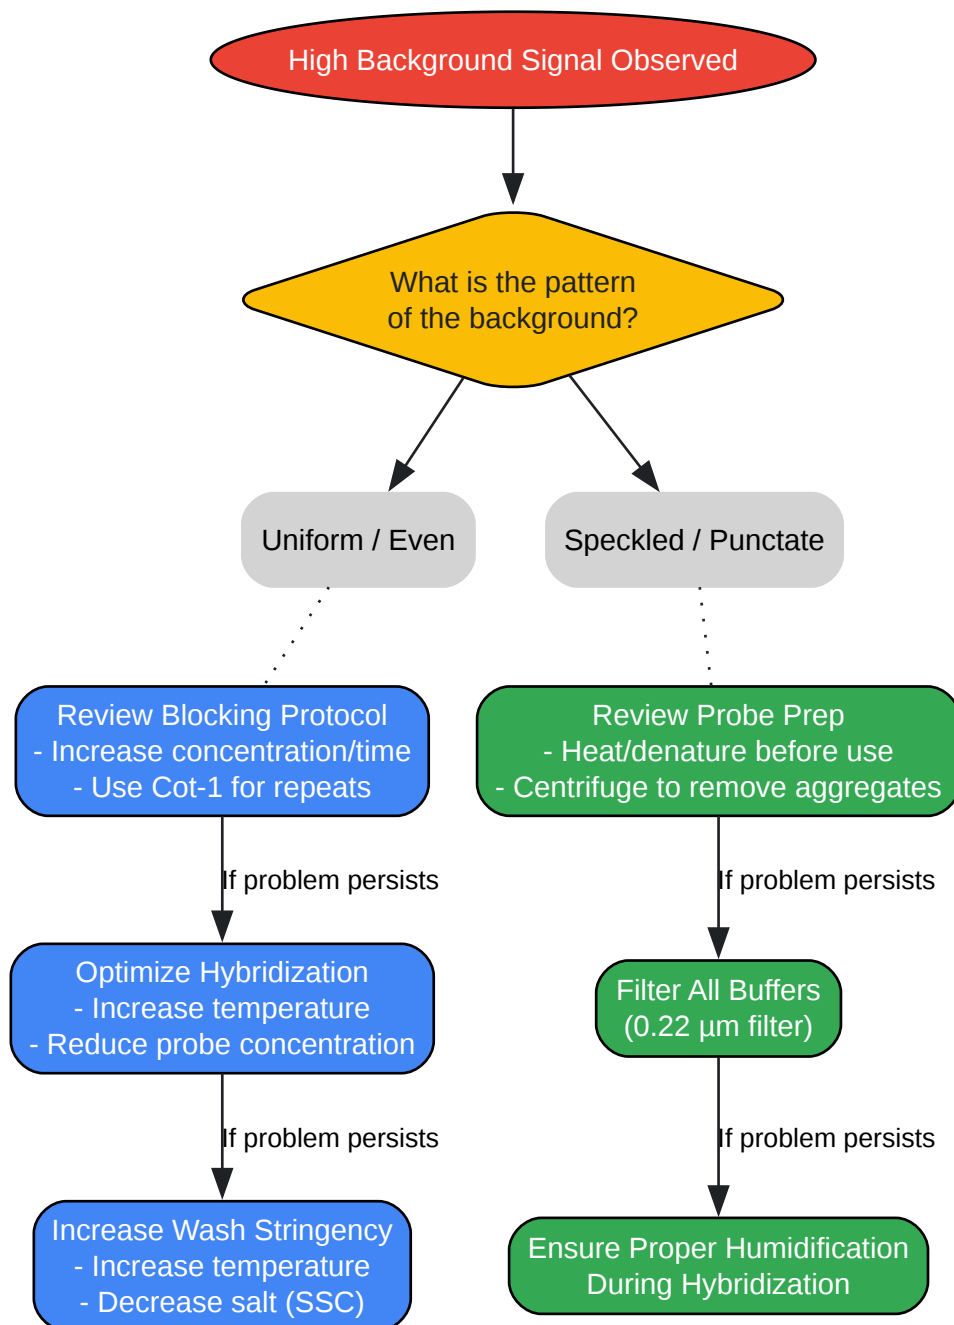 High Background Signal Observed
What is the pattern
of the background?
Uniform / Even
Speckled / Punctate
Review Blocking Protocol
- Increase concentration/time
- Use Cot-1 for repeats
Review Probe Prep
- Heat/denature before use
- Centrifuge to remove aggregates
If problem persists
If problem persists
Optimize Hybridization
- Increase temperature
- Reduce probe concentration
Filter All Buffers
(0.22 µm filter)
If problem persists
If problem persists
Increase Wash Stringency
- Increase temperature
- Decrease salt (SSC)
Ensure Proper Humidification
During Hybridization